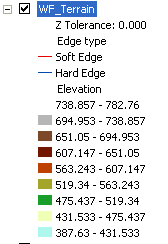 WF_Terrain
Z Tolerance: 0.000
Edge type
Soft Edge
Hard Edge
Elevation
738.857 - 782.76
694.953 - 738.857
651.05 - 694.953
607.147 - 651.05
563.243 - 607.147
519.34 - 563.243
475.437 - 519.34
431.533 - 475.437
387.63 - 431.533